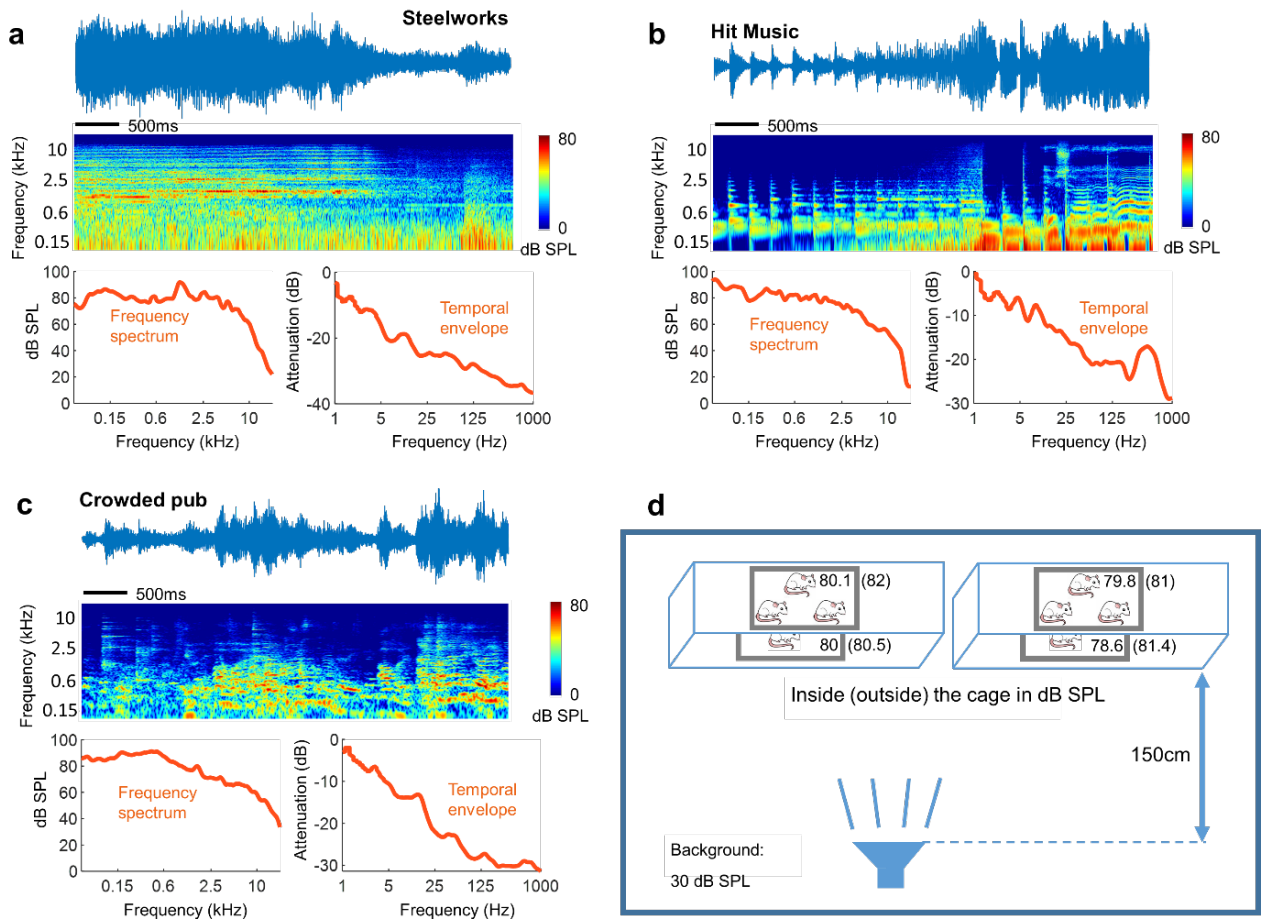 a
Steelworks
500ms
Frequency (kHz)
10
2.5
0.6
0.15
80
0
dB SPL
dB SPL
100
80
60
40
20
0
Frequency
spectrum
0.15 0.6 2.5 10
Frequency (kHz)
Attenuation (dB)
0
-20
-40
Temporal
envelope
1 5 25 125 1000
Frequency (Hz)
b
Hit Music
500ms
Frequency (kHz)
10
2.5
0.6
0.15
80
0
dB SPL
dB SPL
100
80
60
40
20
0
Frequency
spectrum
0.15 0.6 2.5 10
Frequency (kHz)
Attenuation (dB)
0
-10
-20
-30
Temporal
envelope
1 5 25 125 1000
Frequency (Hz)
c
Crowded pub
500ms
Frequency (kHz)
10
2.5
0.6
0.15
80
0
dB SPL
dB SPL
100
80
60
40
20
0
Frequency
spectrum
0.15 0.6 2.5 10
Frequency (kHz)
Attenuation (dB)
0
-10
-20
-30
Temporal
envelope
1 5 25 125 1000
Frequency (Hz)
d
80.1 (82)
79.8 (81)
80 (80.5)
78.6 (81.4)
Inside (outside) the cage in dB SPL
150cm
Background:
30 dB SPL